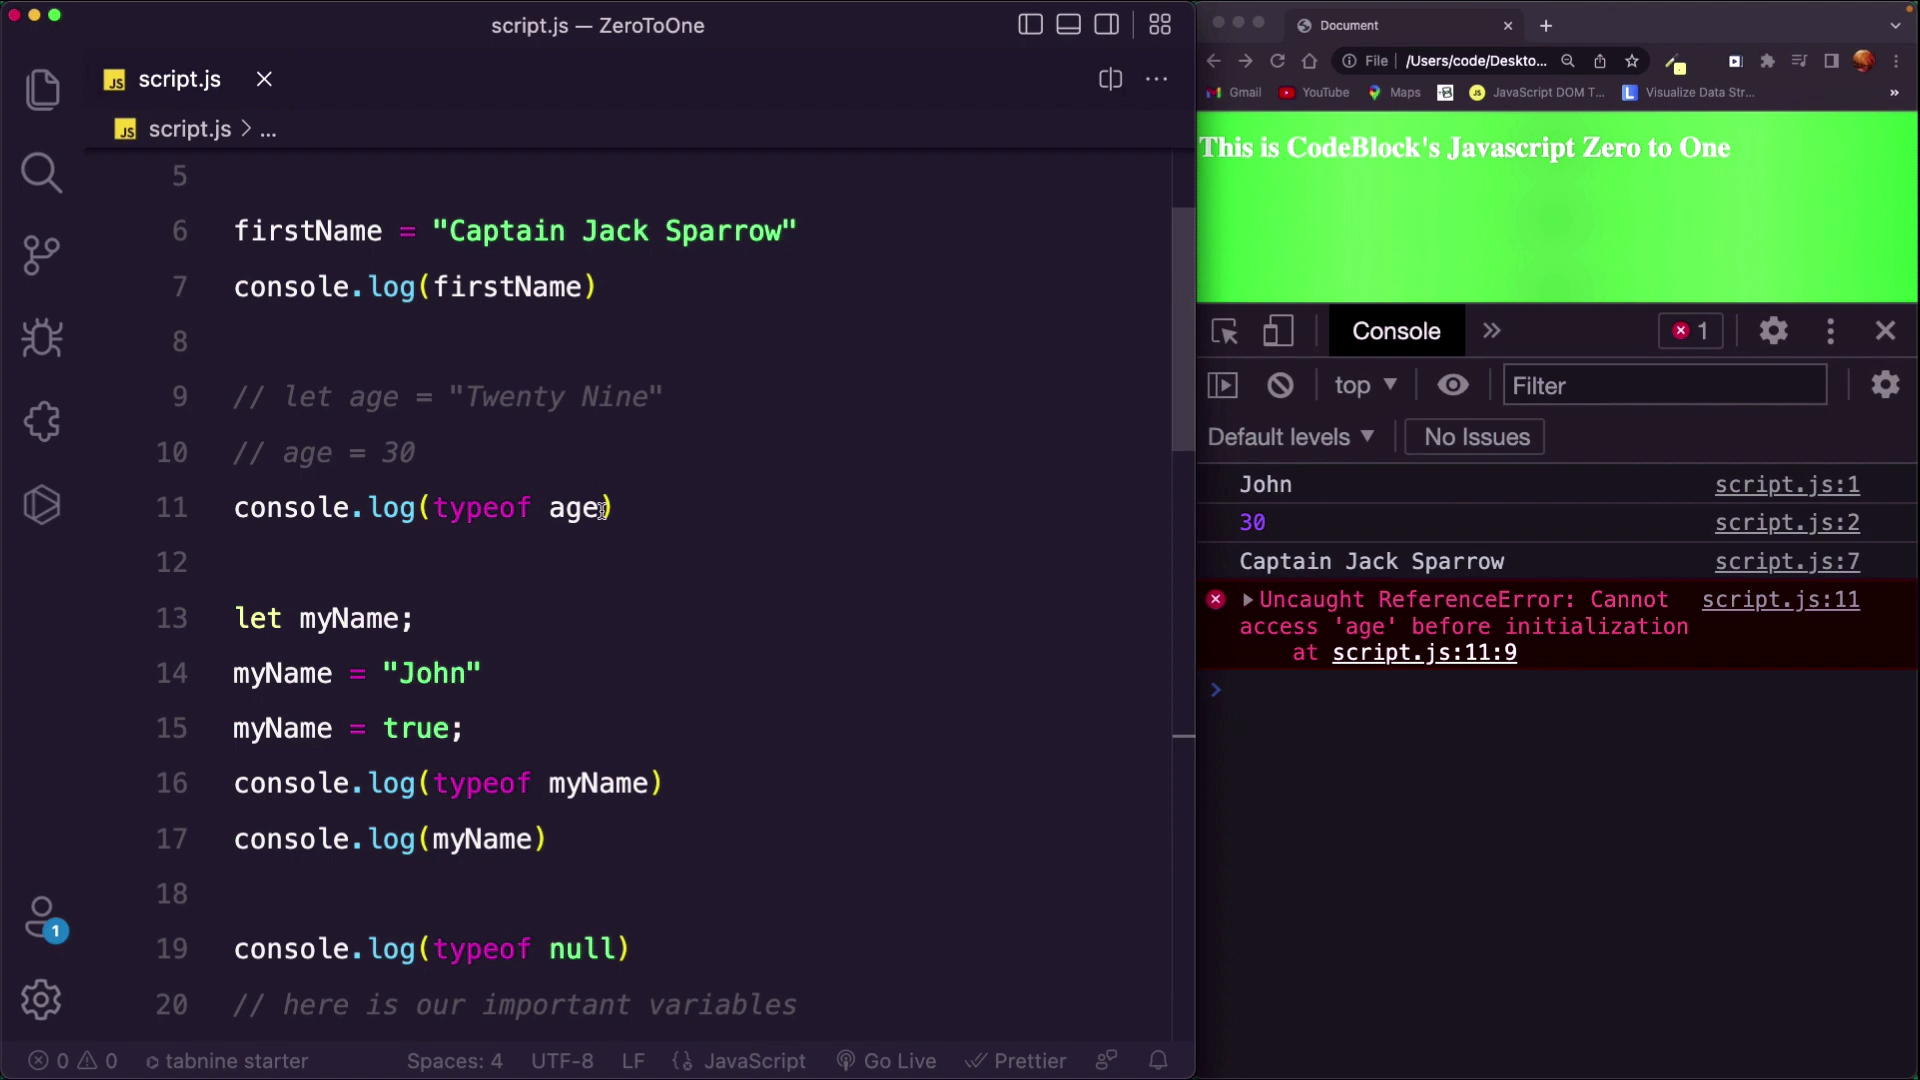 script.js — ZeroToOne
JS script.js
JS script.js > ...
5
6 firstName = "Captain Jack Sparrow"
7 console.log(firstName)
8
9 // let age = "Twenty Nine"
10 // age = 30
11 console.log(typeof age)
12
13 let myName;
14 myName = "John"
15 myName = true;
16 console.log(typeof myName)
17 console.log(myName)
18
19 console.log(typeof null)
20 // here is our important variables
1
0 0 tabnine starter Spaces: 4 UTF-8 LF JavaScript Go Live Prettier
Document
File /Users/code/Deskto...
Gmail YouTube Maps JS JavaScript DOM T... L Visualize Data Str... »
This is CodeBlock's Javascript Zero to One
Console » 1
top Filter
Default levels No Issues
John script.js:1
30 script.js:2
Captain Jack Sparrow script.js:7
Uncaught ReferenceError: Cannot script.js:11
access 'age' before initialization
at script.js:11:9